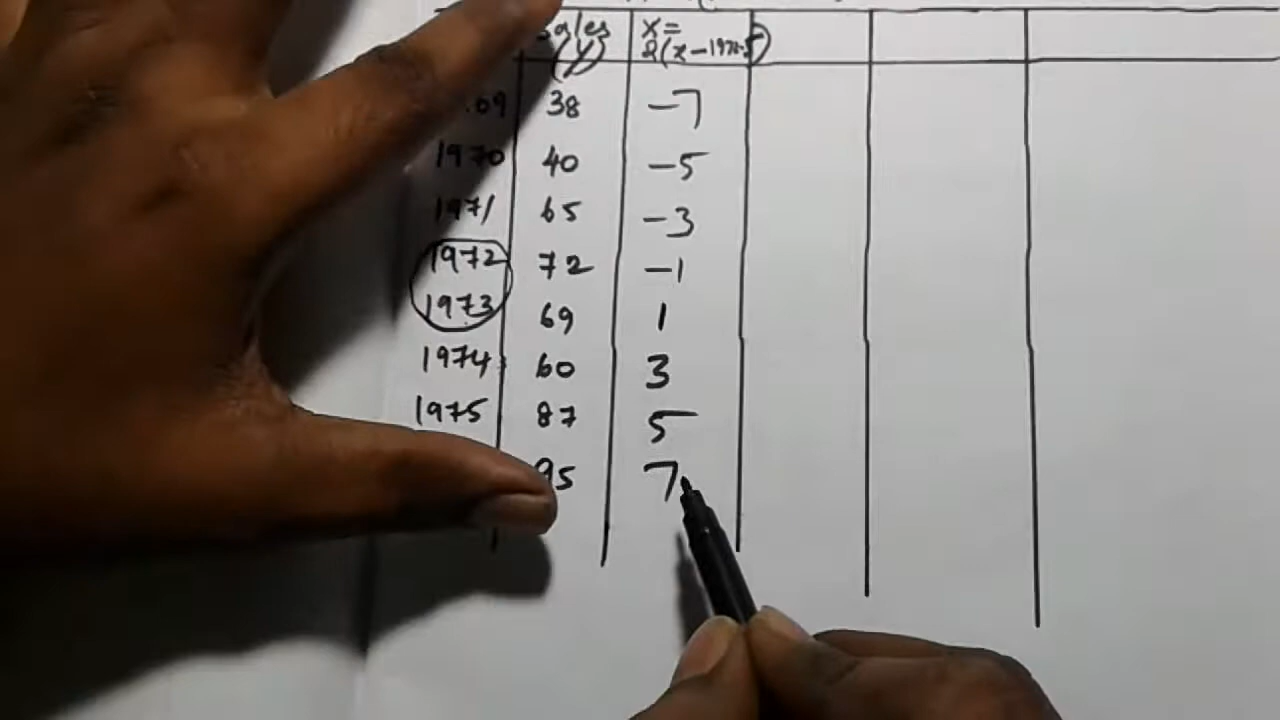 Sales x=
(y) 2(x-1972.5)
38 -7
1970 40 -5
1971 65 -3
1972 72 -1
1973 69 1
1974 60 3
1975 87 5
95 7